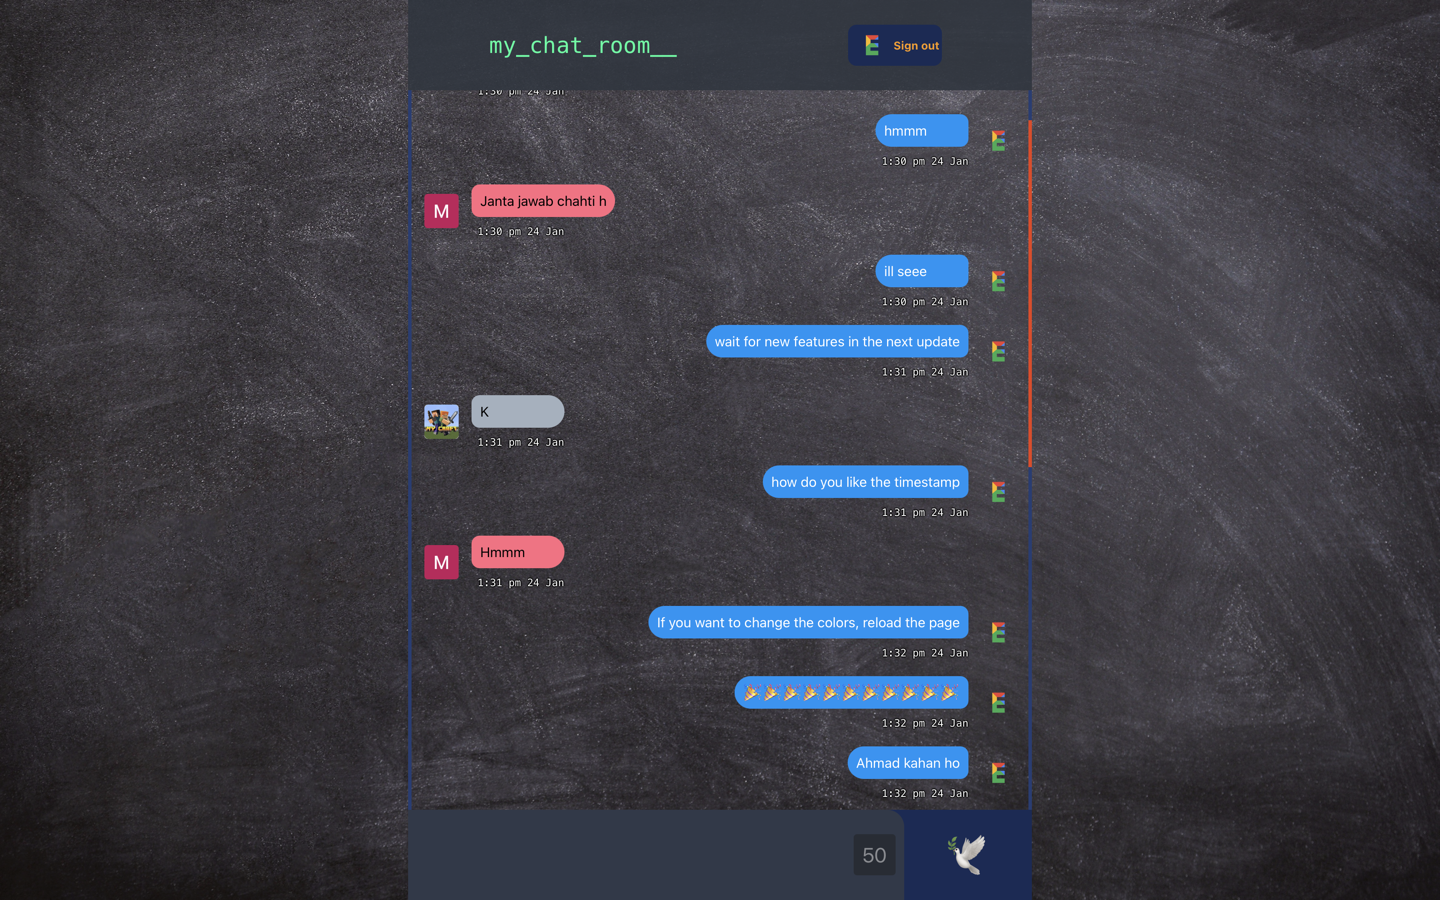 my_chat_room__
Sign out
1:30 pm 24 Jan
hmmm
1:30 pm 24 Jan
M
Janta jawab chahti h
1:30 pm 24 Jan
ill seee
1:30 pm 24 Jan
wait for new features in the next update
1:31 pm 24 Jan
K
1:31 pm 24 Jan
how do you like the timestamp
1:31 pm 24 Jan
M
Hmmm
1:31 pm 24 Jan
If you want to change the colors, reload the page
1:32 pm 24 Jan
🎉🎉🎉🎉🎉🎉🎉🎉🎉🎉🎉
1:32 pm 24 Jan
Ahmad kahan ho
1:32 pm 24 Jan
50